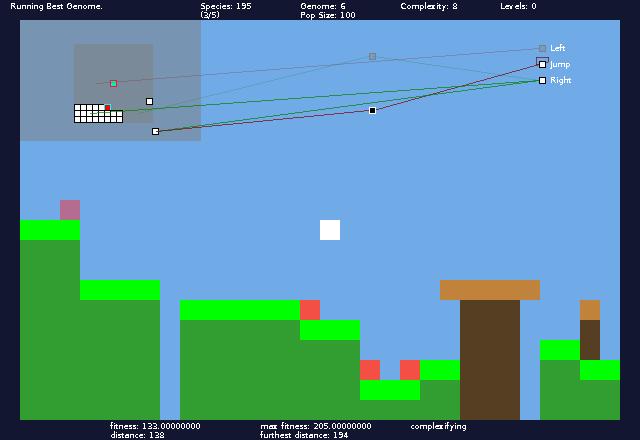 Running Best Genome.
Species: 195
(3/5)
Genome: 6
Pop Size: 100
Complexity: 8
Levels: 0
Left
Jump
Right
fitness: 133.00000000
distance: 138
max fitness: 205.00000000
furthest distance: 194
complexifying